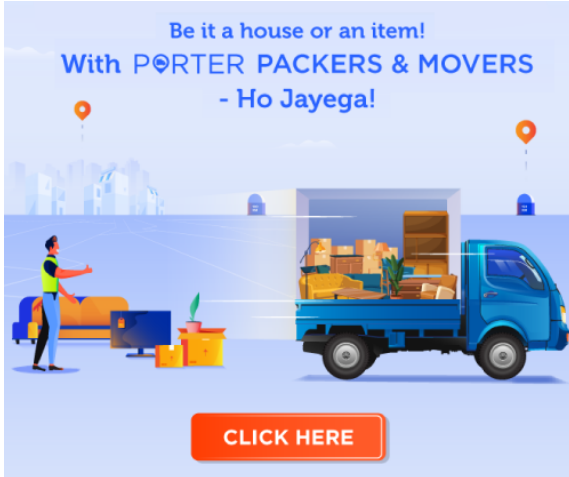 Be it a house or an item!
With PORTER PACKERS & MOVERS
- Ho Jayega!
CLICK HERE